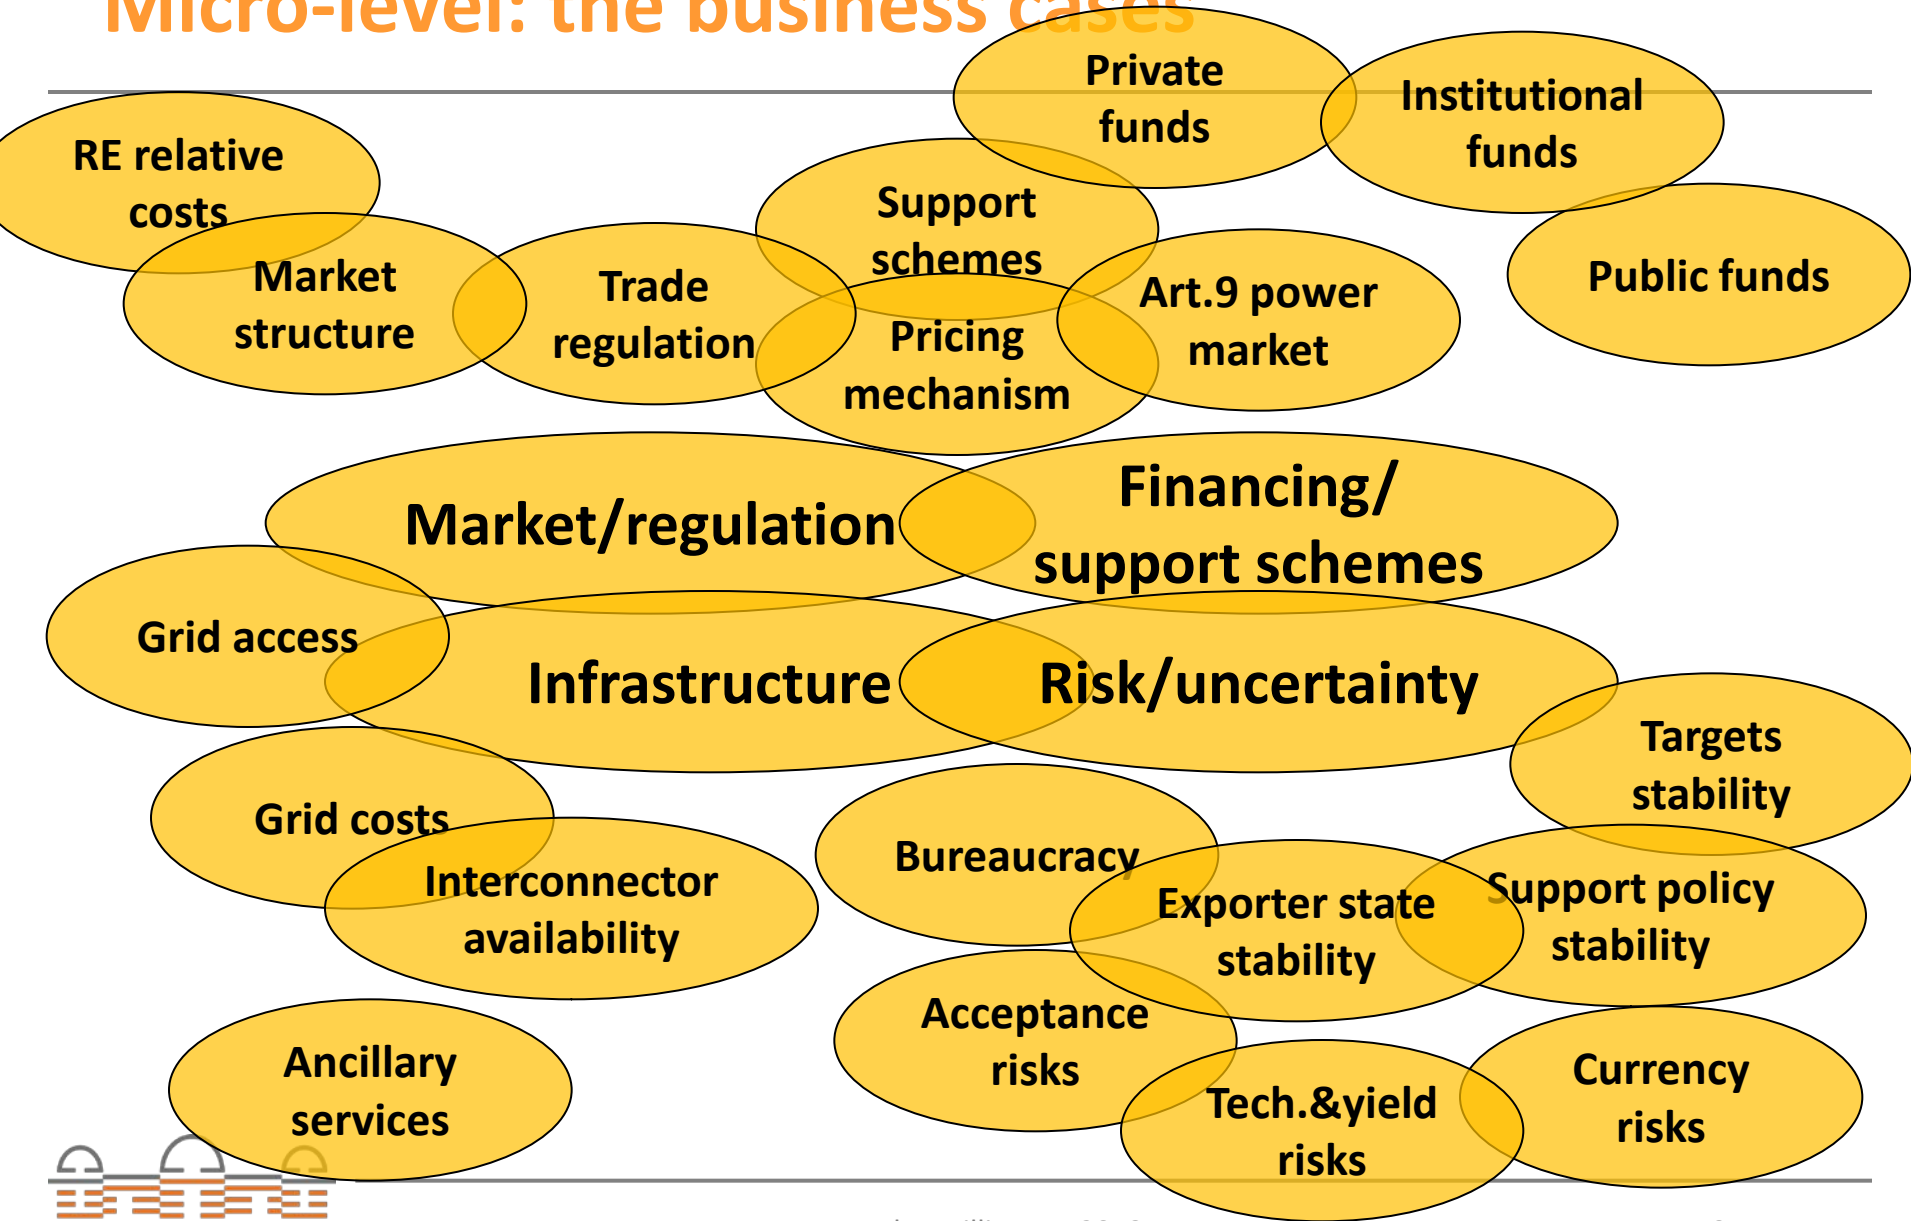 Micro-level: the business cases
Private
funds
Institutional
funds
RE relative
costs
Support
schemes
Market
structure
Trade
regulation
Art.9 power
market
Public funds
Pricing
mechanism
Market/regulation
Financing/
support schemes
Grid access
Infrastructure
Risk/uncertainty
Targets
stability
Grid costs
Bureaucracy
Interconnector
availability
Exporter state
stability
Support policy
stability
Acceptance
risks
Ancillary
services
Tech.&yield
risks
Currency
risks